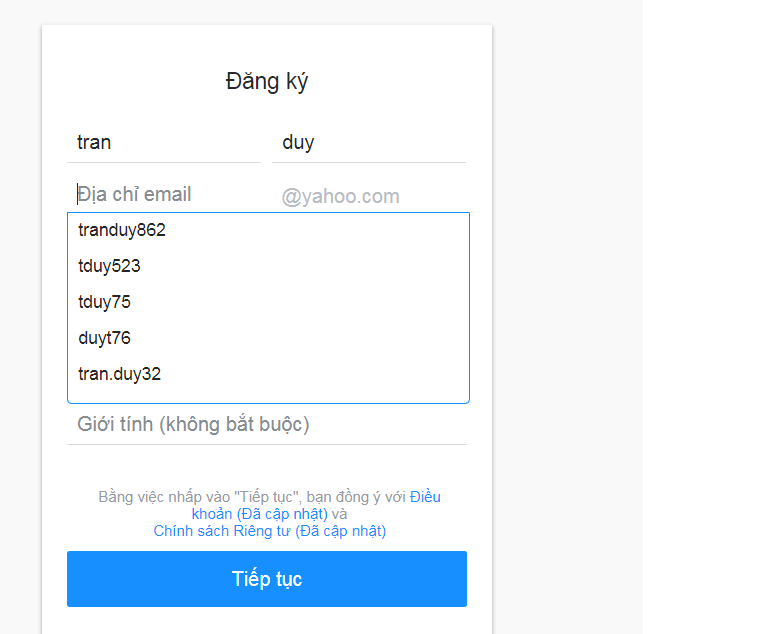 Đăng ký
tran duy
Địa chỉ email @yahoo.com
tranduy862
tduy523
tduy75
duyt76
tran.duy32
Giới tính (không bắt buộc)
Bằng việc nhấp vào "Tiếp tục", bạn đồng ý với Điều
khoản (Đã cập nhật) và
Chính sách Riêng tư (Đã cập nhật)
Tiếp tục